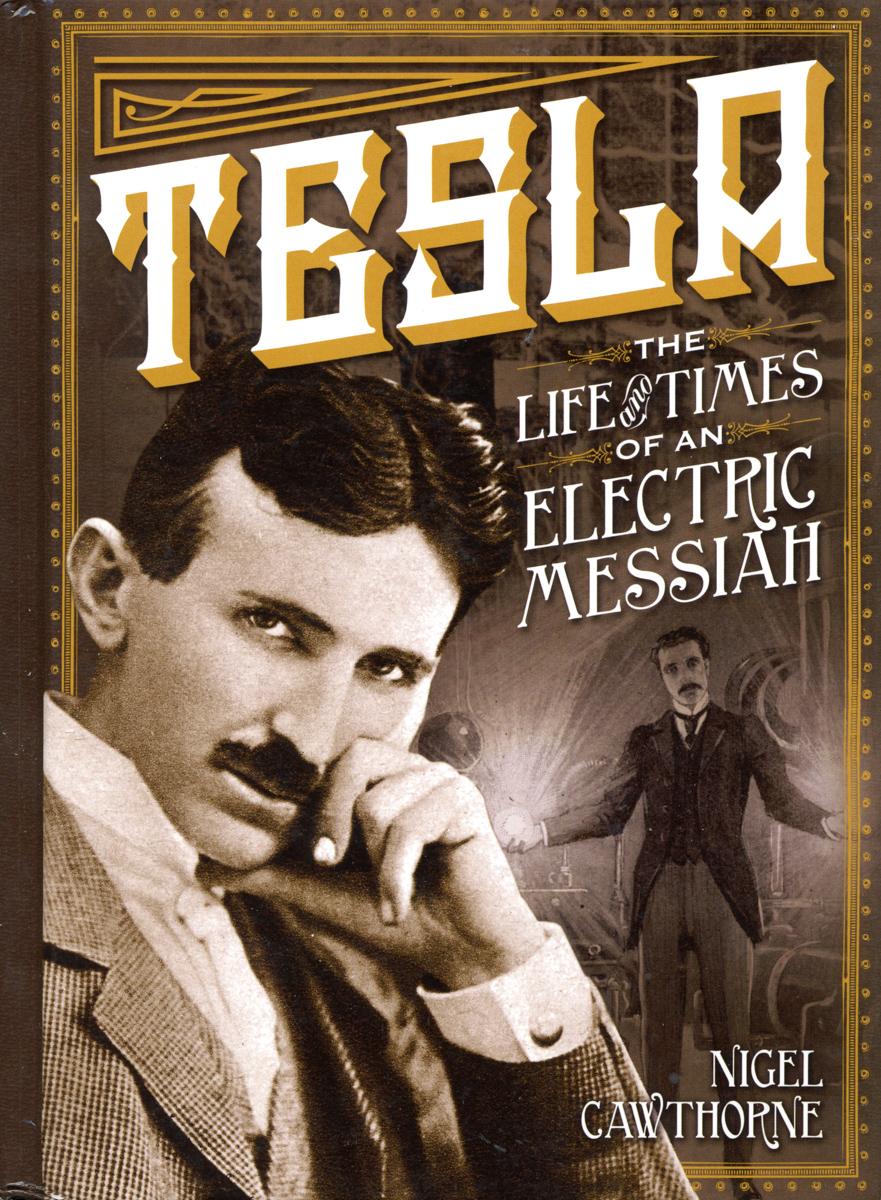 TESLA
THE
LIFE and TIMES
OF AN
ELECTRIC
MESSIAH
NIGEL
CAWTHORNE